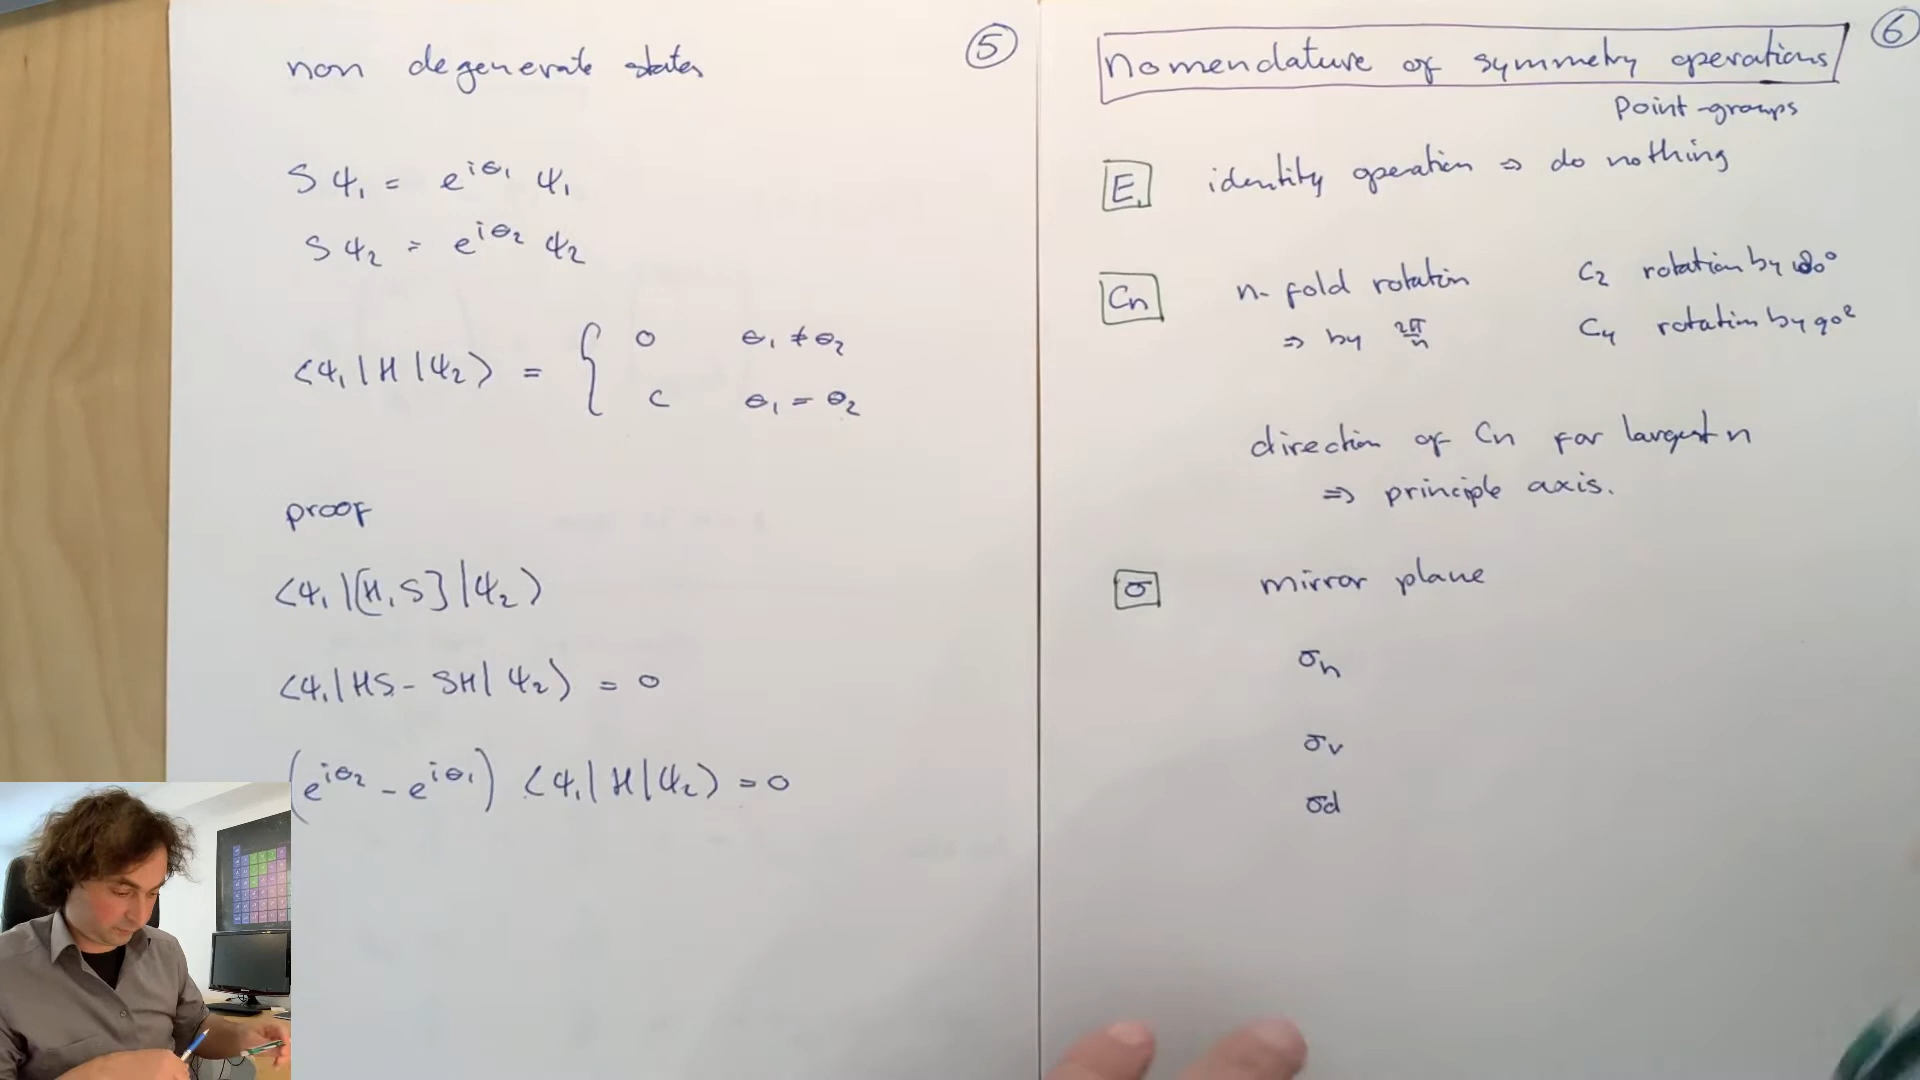 non degenerate states
5
S ψ₁ = e^{iθ₁} ψ₁
S ψ₂ = e^{iθ₂} ψ₂
⟨ψ₁|H|ψ₂⟩ = { 0 θ₁ ≠ θ₂
c θ₁ = θ₂
proof
⟨ψ₁|[H,S]|ψ₂⟩
⟨ψ₁|HS - SH|ψ₂⟩ = 0
(e^{iθ₂} - e^{iθ₁}) ⟨ψ₁|H|ψ₂⟩ = 0
6
nomenclature of symmetry operations
Point-groups
E identity operation ⇒ do nothing
Cn n-fold rotation C₂ rotation by 180°
⇒ by 2π/n C₄ rotation by 90°
direction of Cn for largest n
⇒ principle axis.
σ mirror plane
σh
σv
σd